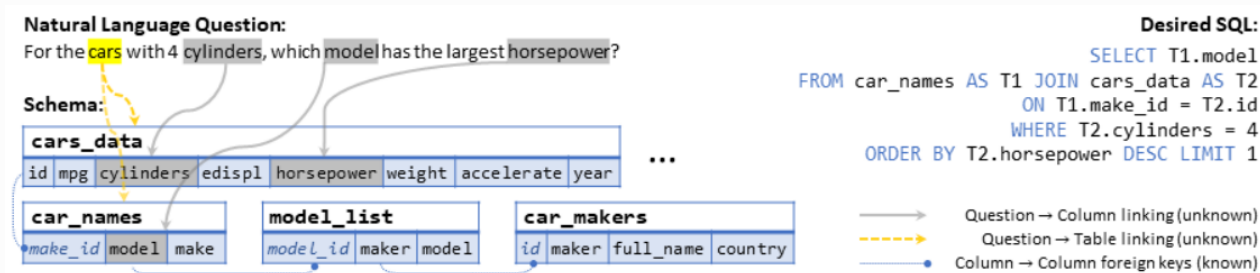 Natural Language Question:
For the cars with 4 cylinders, which model has the largest horsepower?
Schema:
cars_data
id mpg cylinders edispl horsepower weight accelerate year
...
car_names
make_id model make
model_list
model_id maker model
car_makers
id maker full_name country
Desired SQL:
SELECT T1.model
FROM car_names AS T1 JOIN cars_data AS T2
ON T1.make_id = T2.id
WHERE T2.cylinders = 4
ORDER BY T2.horsepower DESC LIMIT 1
Question → Column linking (unknown)
Question → Table linking (unknown)
Column → Column foreign keys (known)